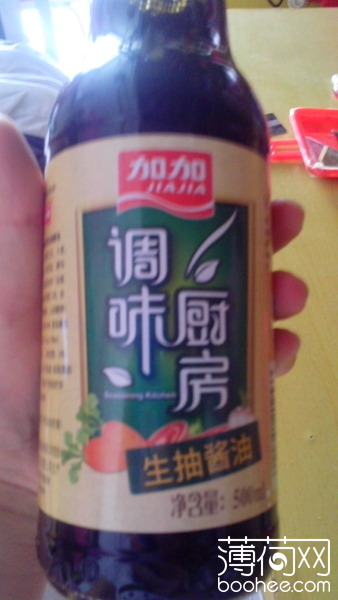 加加
JIAJIA
调味
厨房
Seasoning Kitchen
生抽酱油
净含量: 500ml
薄荷网
boohee.com